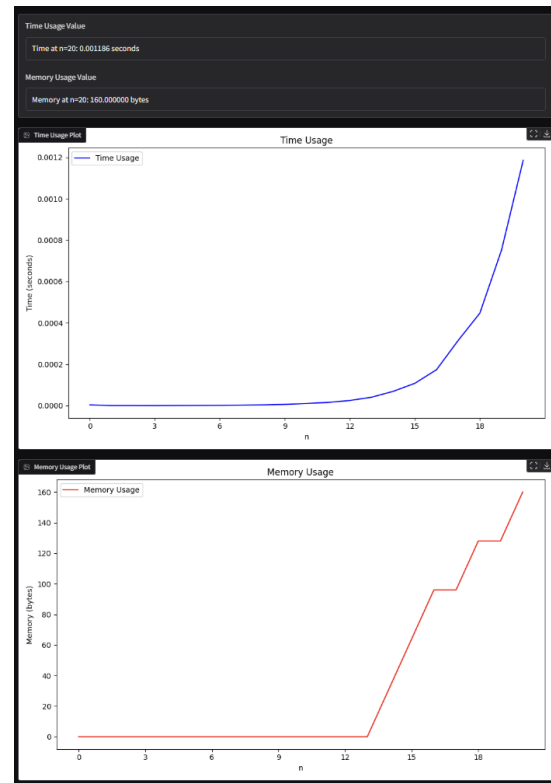 Time Usage Value
Time at n=20: 0.001186 seconds
Memory Usage Value
Memory at n=20: 160.000000 bytes
Time Usage Plot
Time Usage
Time Usage
0.0012
0.0010
0.0008
0.0006
0.0004
0.0002
0.0000
Time (seconds)
0 3 6 9 12 15 18
n
Memory Usage Plot
Memory Usage
Memory Usage
160
140
120
100
80
60
40
20
0
Memory (bytes)
0 3 6 9 12 15 18
n